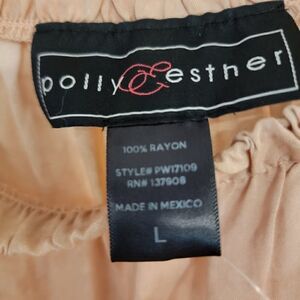 polly & esther
100% RAYON
STYLE# PW17109
RN# 137908
MADE IN MEXICO
L